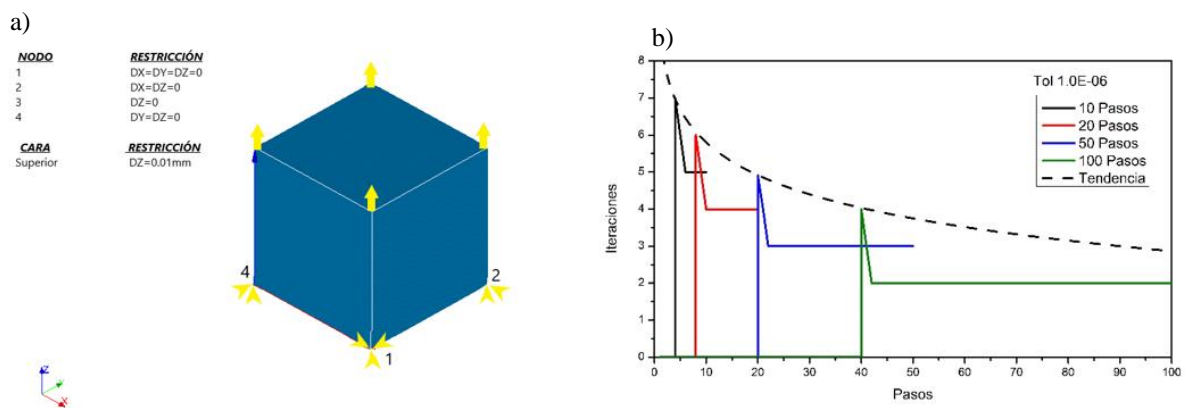 a)
NODO RESTRICCIÓN
1 DX=DY=DZ=0
2 DX=DZ=0
3 DZ=0
4 DY=DZ=0
CARA RESTRICCIÓN
Superior DZ=0.01mm
4
2
1
Z
Y
X
b)
Tol 1.0E-06
10 Pasos
20 Pasos
50 Pasos
100 Pasos
Tendencia
Iteraciones
8
7
6
5
4
3
2
1
0
0 10 20 30 40 50 60 70 80 90 100
Pasos